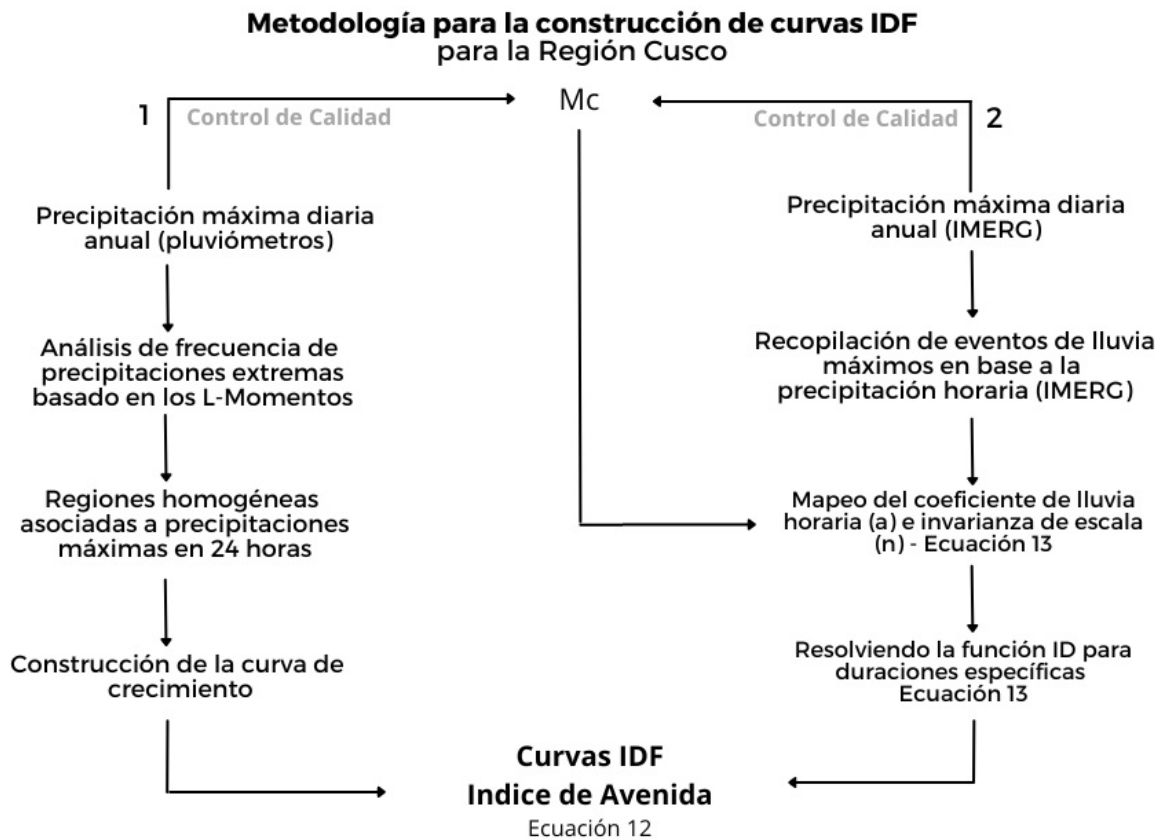 Metodología para la construcción de curvas IDF
para la Región Cusco
1
Control de Calidad
Mc
Control de Calidad
2
Precipitación máxima diaria
anual (pluviómetros)
Análisis de frecuencia de
precipitaciones extremas
basado en los L-Momentos
Regiones homogéneas
asociadas a precipitaciones
máximas en 24 horas
Construcción de la curva de
crecimiento
Precipitación máxima diaria
anual (IMERG)
Recopilación de eventos de lluvia
máximos en base a la
precipitación horaria (IMERG)
Mapeo del coeficiente de lluvia
horaria (a) e invarianza de escala
(n) - Ecuación 13
Resolviendo la función ID para
duraciones específicas
Ecuación 13
Curvas IDF
Indice de Avenida
Ecuación 12